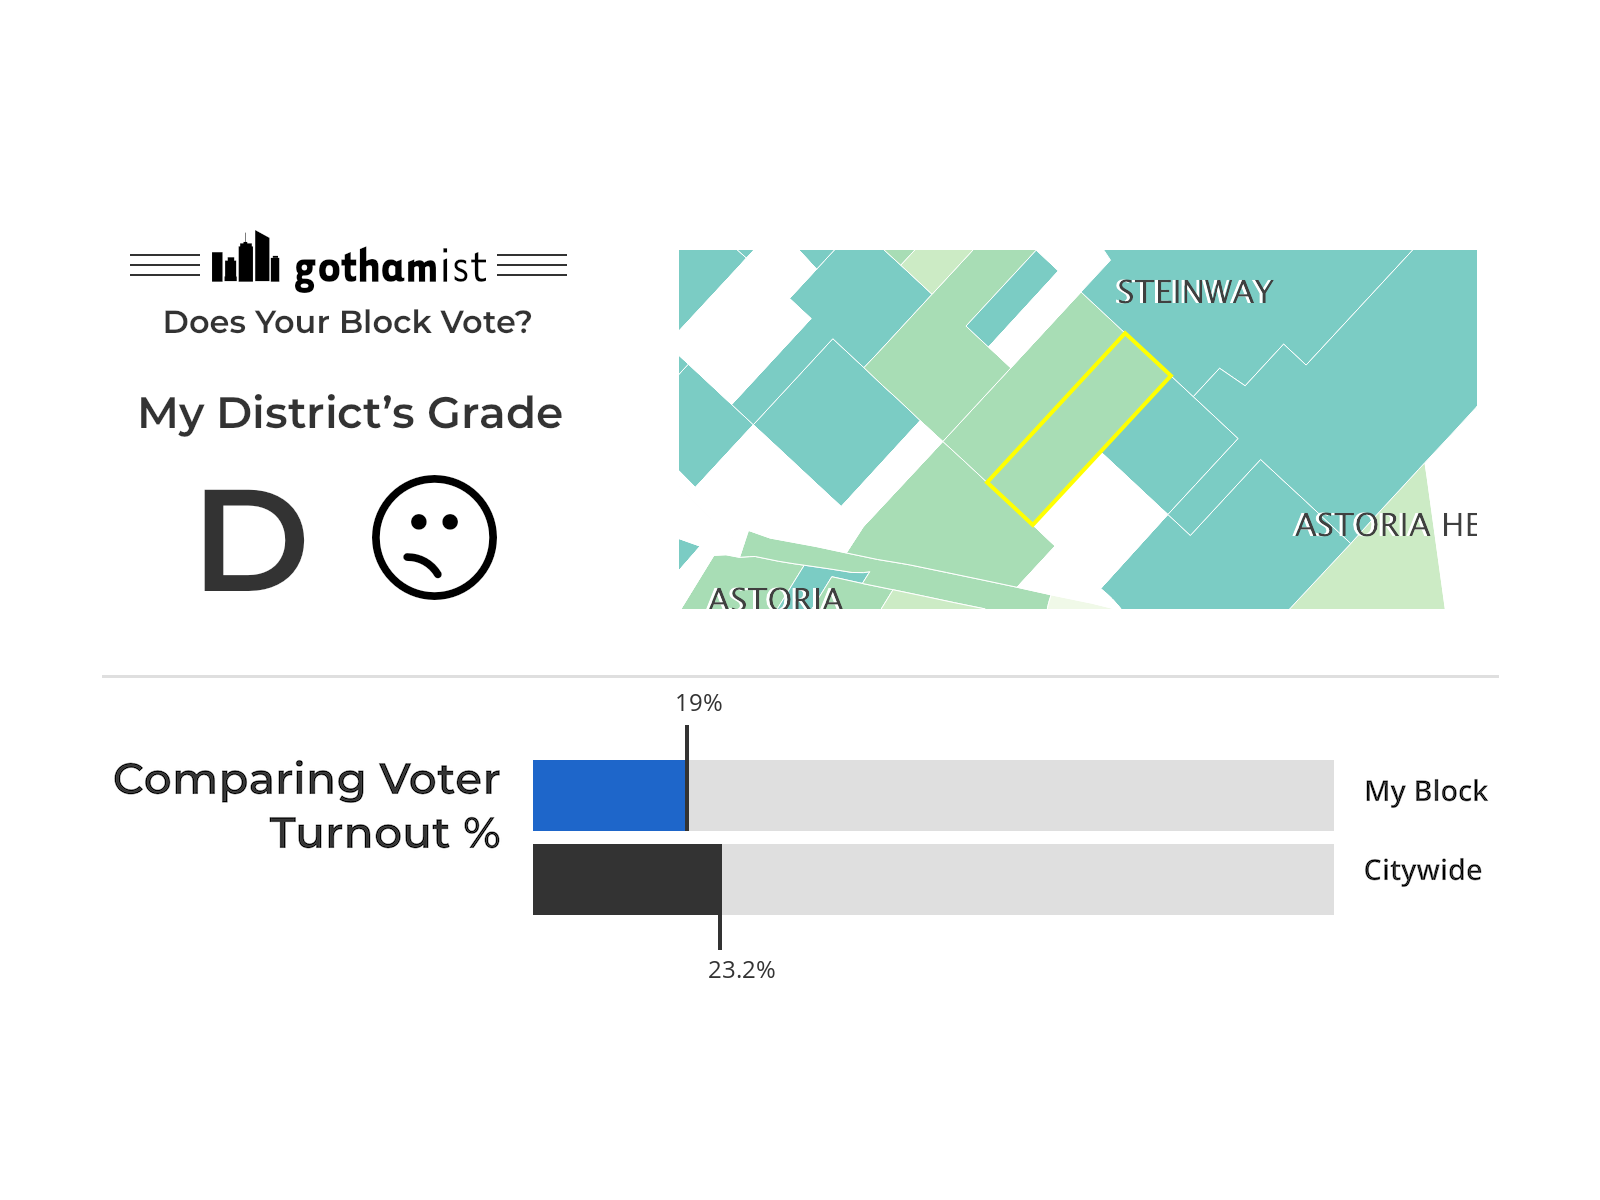 gothamist
Does Your Block Vote?
My District’s Grade
D
STEINWAY
ASTORIA HE
ASTORIA
19%
Comparing Voter
Turnout %
My Block
Citywide
23.2%